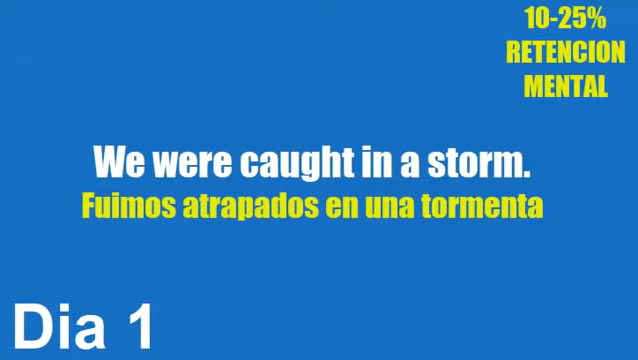 10-25%
RETENCION
MENTAL
We were caught in a storm.
Fuimos atrapados en una tormenta
Dia 1